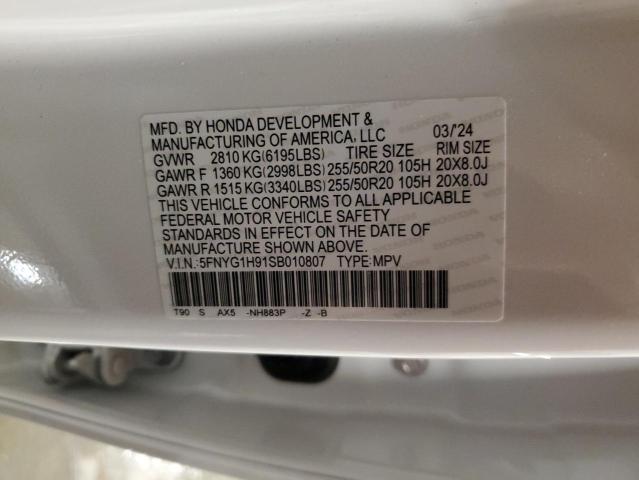 MFD. BY HONDA DEVELOPMENT &
MANUFACTURING OF AMERICA, LLC 03/'24
GVWR 2810 KG(6195LBS) TIRE SIZE RIM SIZE
GAWR F 1360 KG(2998LBS) 255/50R20 105H 20X8.0J
GAWR R 1515 KG(3340LBS) 255/50R20 105H 20X8.0J
THIS VEHICLE CONFORMS TO ALL APPLICABLE
FEDERAL MOTOR VEHICLE SAFETY
STANDARDS IN EFFECT ON THE DATE OF
MANUFACTURE SHOWN ABOVE.
V.I.N.: 5FNYG1H91SB010807 TYPE:MPV
T90 S AX5 -NH883P -Z -B